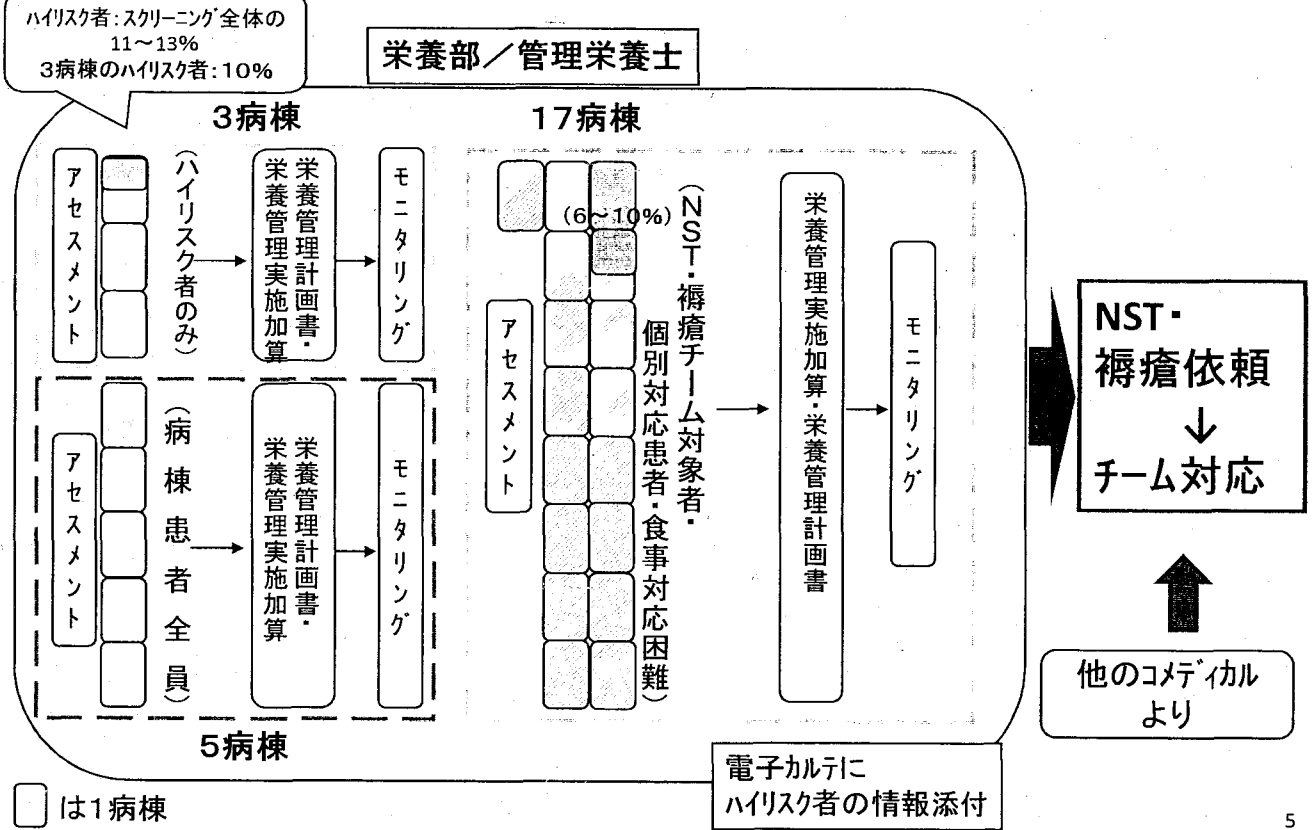 ハイリスク者:スクリーニング全体の
11～13%
3病棟のハイリスク者:10%
栄養部／管理栄養士
3病棟
17病棟
アセスメント
(ハイリスク者のみ)
栄養管理計画書・
栄養管理実施加算
モニタリング
アセスメント
(病棟患者全員)
栄養管理計画書・
栄養管理実施加算
モニタリング
5病棟
アセスメント
(6～10%)
(NST・褥瘡チーム対象者・
個別対応患者・食事対応困難)
栄養管理実施加算・栄養管理計画書
モニタリング
NST・
褥瘡依頼
↓
チーム対応
他のコメディカル
より
電子カルテに
ハイリスク者の情報添付
は1病棟
5